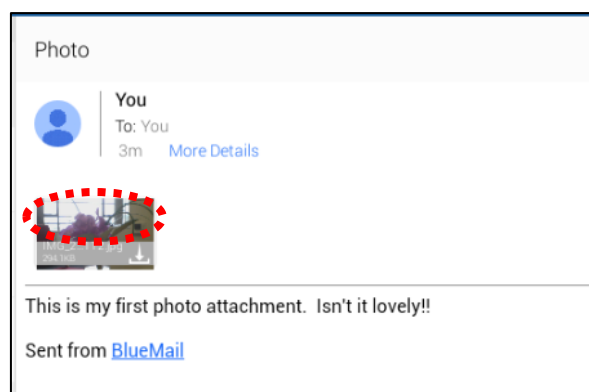 Photo
You
To: You
3m More Details
294.1KB
This is my first photo attachment.  Isn't it lovely!!
Sent from BlueMail